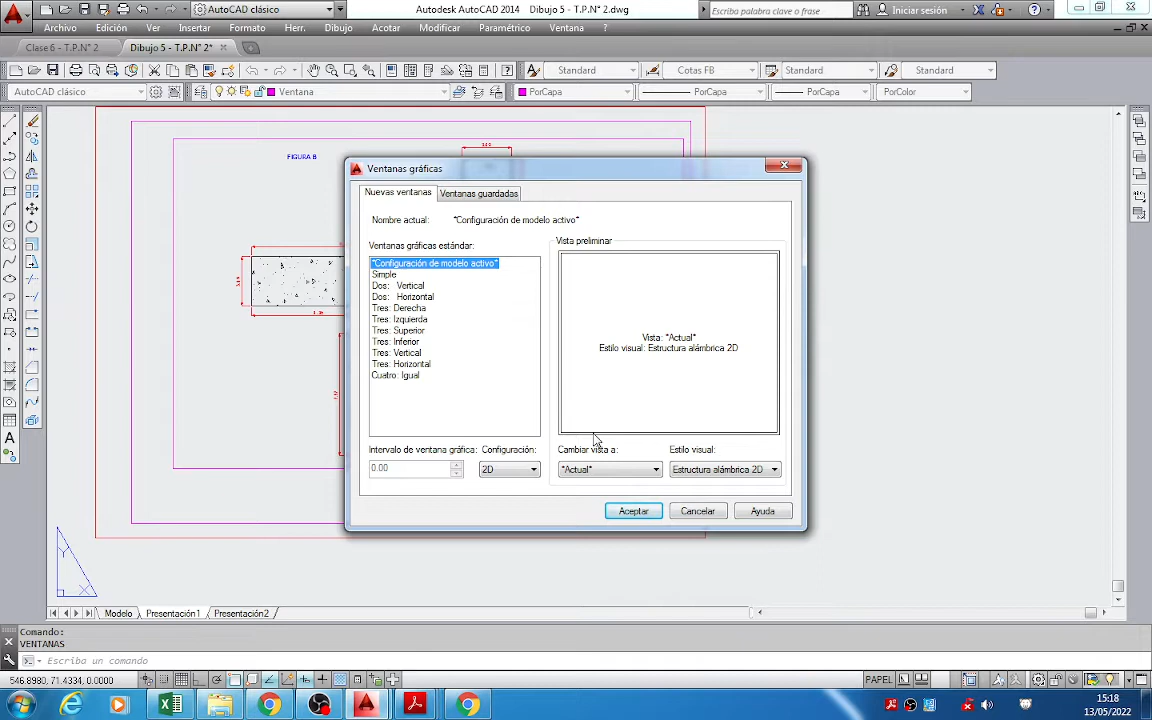 AutoCAD clásico
Autodesk AutoCAD 2014   Dibujo 5 - T.P.N° 2.dwg
Escriba palabra clave o frase
Iniciar sesión
Archivo Edición Ver Insertar Formato Herr. Dibujo Acotar Modificar Paramétrico Ventana ?
Clase 6 - T.P.N° 2
Dibujo 5 - T.P.N° 2*
Standard
Cotas FB
Standard
Standard
AutoCAD clásico
Ventana
PorCapa
PorCapa
PorCapa
PorColor
FIGURA B
Ventanas gráficas
Nuevas ventanas
Ventanas guardadas
Nombre actual: *Configuración de modelo activo*
Ventanas gráficas estándar:
*Configuración de modelo activo*
Simple
Dos: Vertical
Dos: Horizontal
Tres: Derecha
Tres: Izquierda
Tres: Superior
Tres: Inferior
Tres: Vertical
Tres: Horizontal
Cuatro: Igual
Vista preliminar
Vista: *Actual*
Estilo visual: Estructura alámbrica 2D
Intervalo de ventana gráfica:
0.00
Configuración:
2D
Cambiar vista a:
*Actual*
Estilo visual:
Estructura alámbrica 2D
Aceptar
Cancelar
Ayuda
Y
X
Modelo
Presentación1
Presentación2
Comando:
VENTANAS
Escriba un comando
546.8980, 71.4334, 0.0000
PAPEL
15:18
13/05/2022